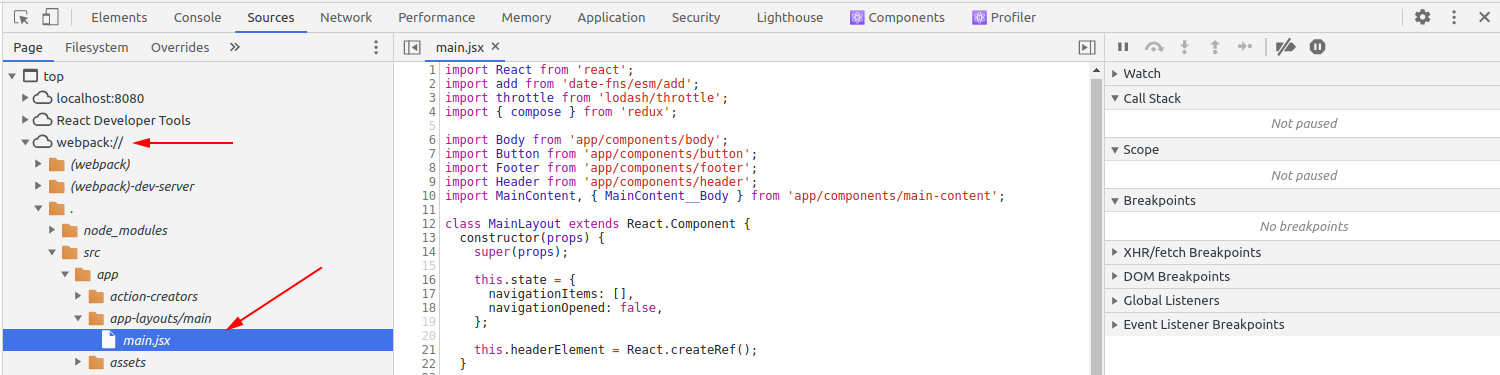 Elements Console Sources Network Performance Memory Application Security Lighthouse Components Profiler
Page Filesystem Overrides »
top
localhost:8080
React Developer Tools
webpack://
(webpack)
(webpack)-dev-server
.
node_modules
src
app
action-creators
app-layouts/main
main.jsx
assets
main.jsx ×
1 import React from 'react';
2 import add from 'date-fns/esm/add';
3 import throttle from 'lodash/throttle';
4 import { compose } from 'redux';
5
6 import Body from 'app/components/body';
7 import Button from 'app/components/button';
8 import Footer from 'app/components/footer';
9 import Header from 'app/components/header';
10 import MainContent, { MainContent__Body } from 'app/components/main-content';
11
12 class MainLayout extends React.Component {
13   constructor(props) {
14     super(props);
15
16     this.state = {
17       navigationItems: [],
18       navigationOpened: false,
19     };
20
21     this.headerElement = React.createRef();
22   }
Watch
Call Stack
Not paused
Scope
Not paused
Breakpoints
No breakpoints
XHR/fetch Breakpoints
DOM Breakpoints
Global Listeners
Event Listener Breakpoints